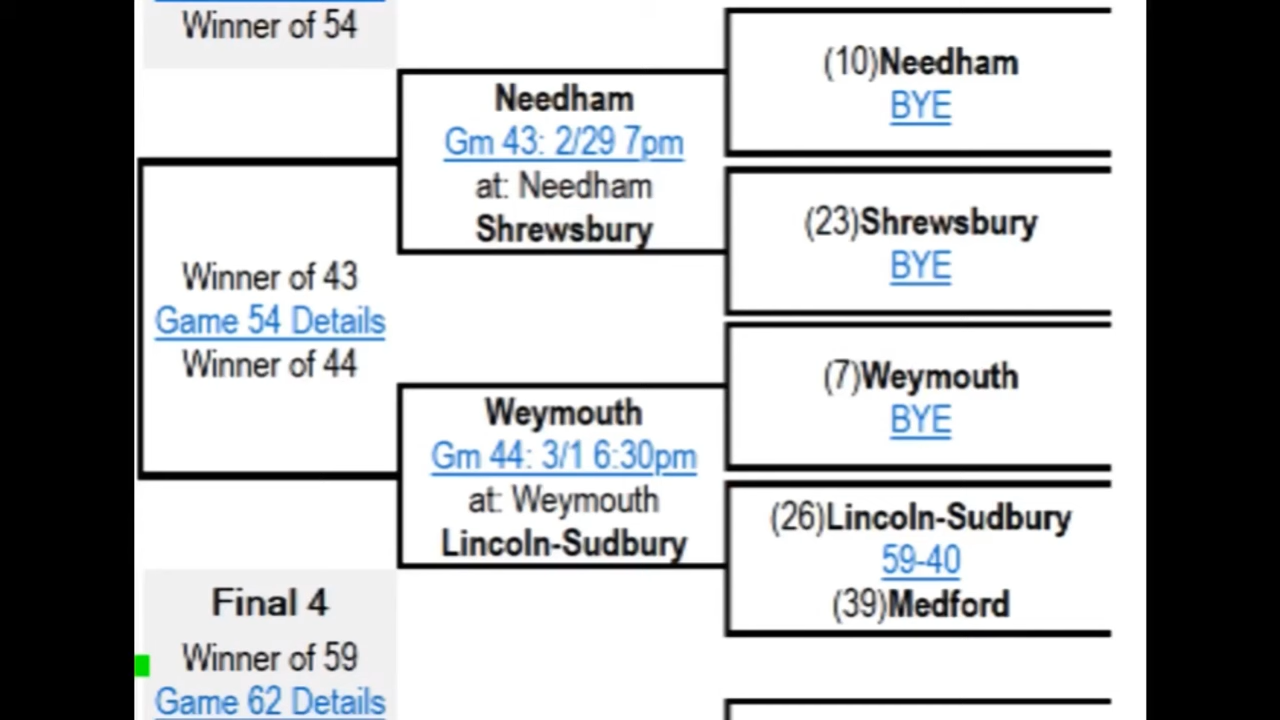 Winner of 54
Needham
Gm 43: 2/29 7pm
at: Needham
Shrewsbury
Winner of 43
Game 54 Details
Winner of 44
Weymouth
Gm 44: 3/1 6:30pm
at: Weymouth
Lincoln-Sudbury
Final 4
Winner of 59
Game 62 Details
(10)Needham
BYE
(23)Shrewsbury
BYE
(7)Weymouth
BYE
(26)Lincoln-Sudbury
59-40
(39)Medford